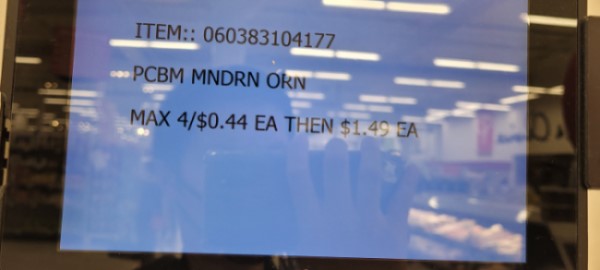 ITEM:: 060383104177
PCBM MNDRN ORN
MAX 4/$0.44 EA THEN $1.49 EA